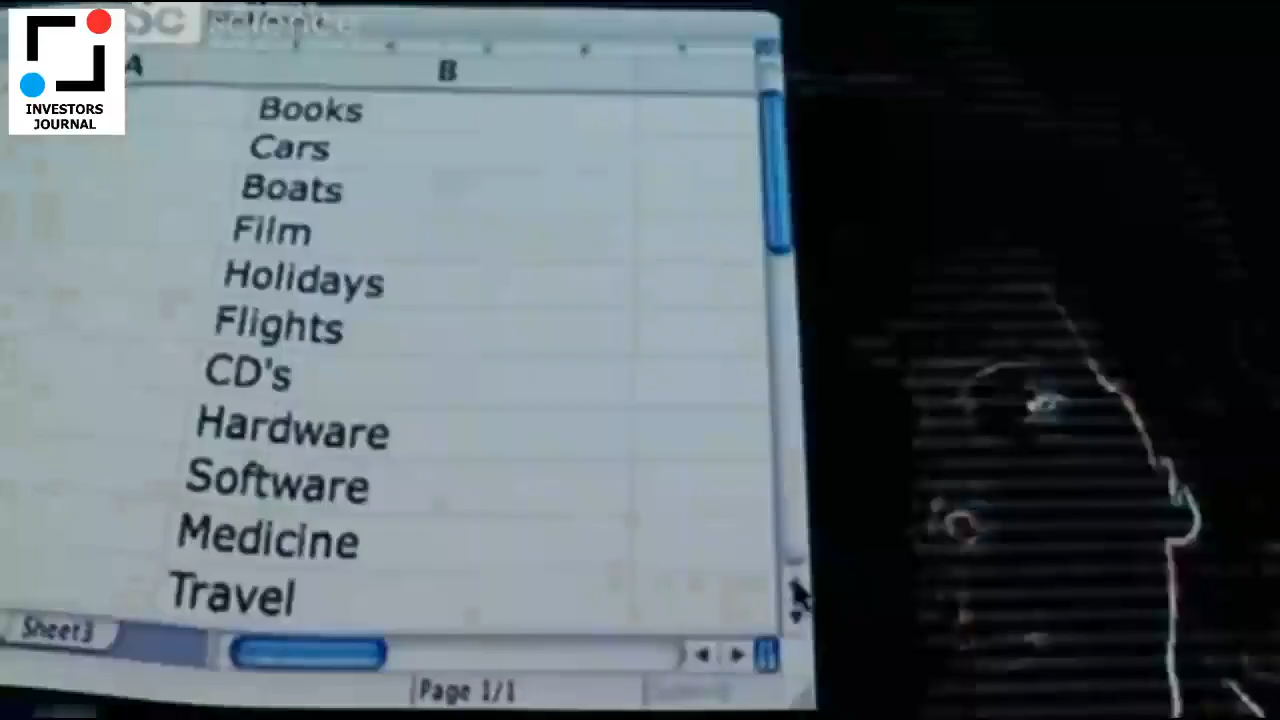 INVESTORS
JOURNAL
A
B
Books
Cars
Boats
Film
Holidays
Flights
CD's
Hardware
Software
Medicine
Travel
Sheet3
Page 1/1